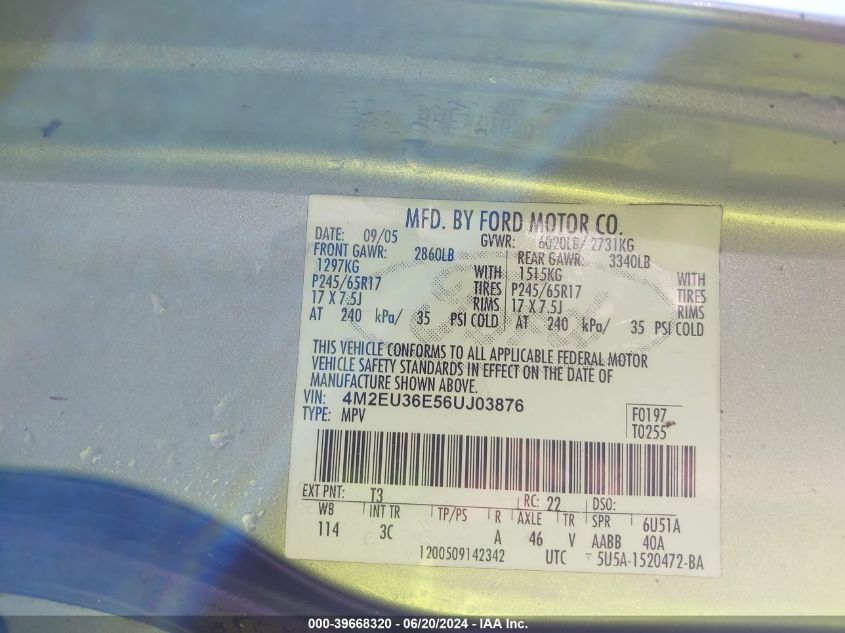 MFD. BY FORD MOTOR CO.
DATE: 09/05 GVWR: 6020LB/ 2731KG
FRONT GAWR: 2860LB REAR GAWR: 3340LB
1297KG WITH 1515KG WITH
P245/65R17 TIRES P245/65R17 TIRES
17 X 7.5J RIMS 17 X 7.5J RIMS
AT 240 kPa/ 35 PSI COLD AT 240 kPa/ 35 PSI COLD
Ford
THIS VEHICLE CONFORMS TO ALL APPLICABLE FEDERAL MOTOR
VEHICLE SAFETY STANDARDS IN EFFECT ON THE DATE OF
MANUFACTURE SHOWN ABOVE.
VIN: 4M2EU36E56UJ03876
TYPE: MPV
F0197
T0255
EXT PNT: T3 RC: 22 DSO:
WB INT TR TP/PS R AXLE TR SPR 6U51A
114 3C A 46 V AABB 40A
1200509142342 UTC 5U5A-1520472-BA
000-39668320 - 06/20/2024 - IAA Inc.